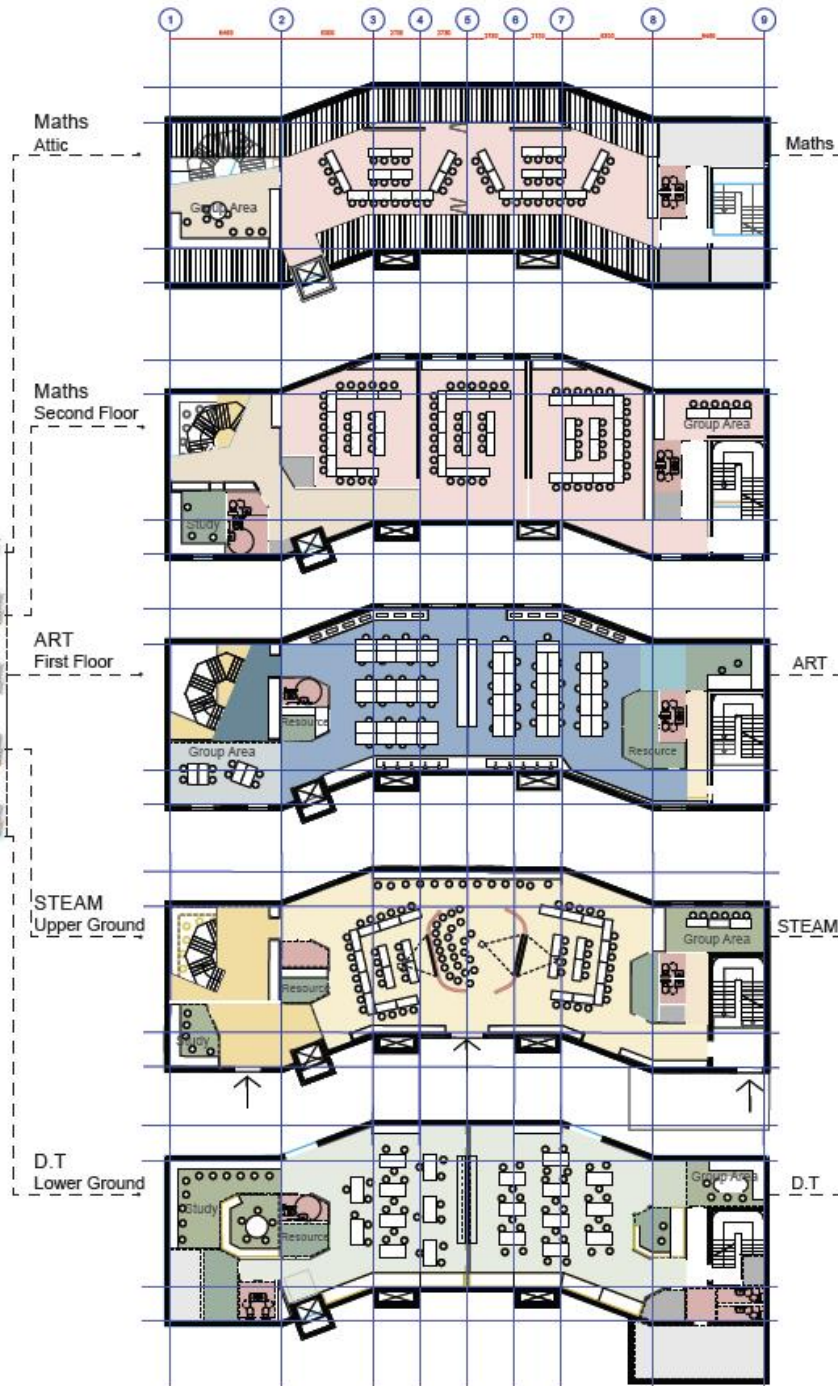 1 2 3 4 5 6 7 8 9
Maths
Attic
Group Area
Maths
Maths
Second Floor
Group Area
Study
ART
First Floor
ART
Resource
Resource
Group Area
STEAM
Upper Ground
STEAM
Group Area
Resource
Study
D.T
Lower Ground
Group Area
D.T
Study
Resource